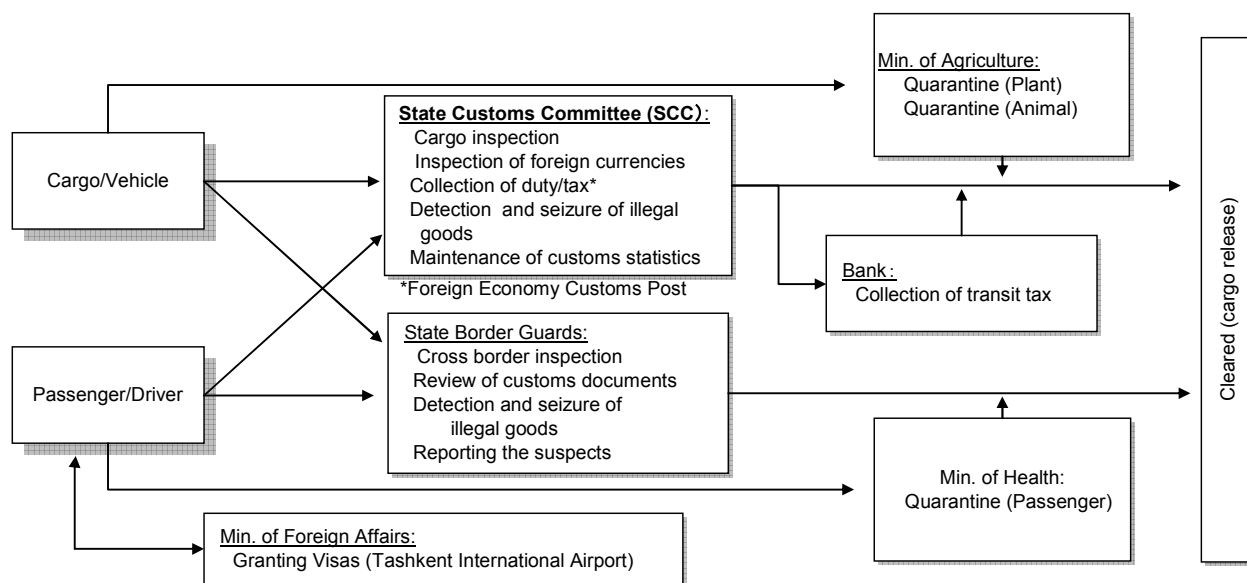 Min. of Agriculture:
Quarantine (Plant)
Quarantine (Animal)
Cargo/Vehicle
State Customs Committee (SCC):
Cargo inspection
Inspection of foreign currencies
Collection of duty/tax*
Detection and seizure of illegal
goods
Maintenance of customs statistics
*Foreign Economy Customs Post
Bank:
Collection of transit tax
Passenger/Driver
State Border Guards:
Cross border inspection
Review of customs documents
Detection and seizure of
illegal goods
Reporting the suspects
Min. of Health:
Quarantine (Passenger)
Min. of Foreign Affairs:
Granting Visas (Tashkent International Airport)
Cleared (cargo release)